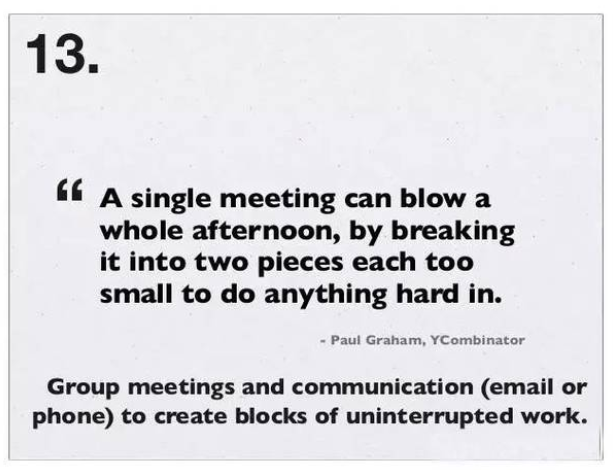 13.
“ A single meeting can blow a
whole afternoon, by breaking
it into two pieces each too
small to do anything hard in.
- Paul Graham, YCombinator
Group meetings and communication (email or
phone) to create blocks of uninterrupted work.